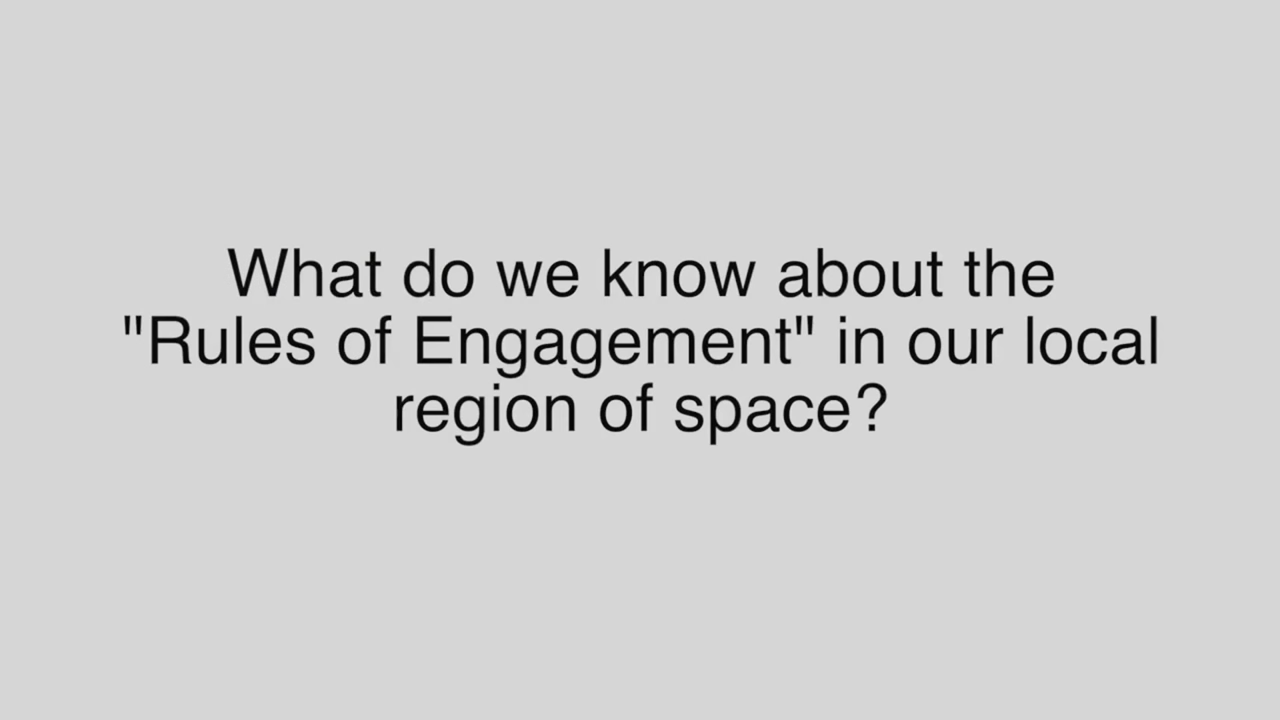 What do we know about the
"Rules of Engagement" in our local
region of space?